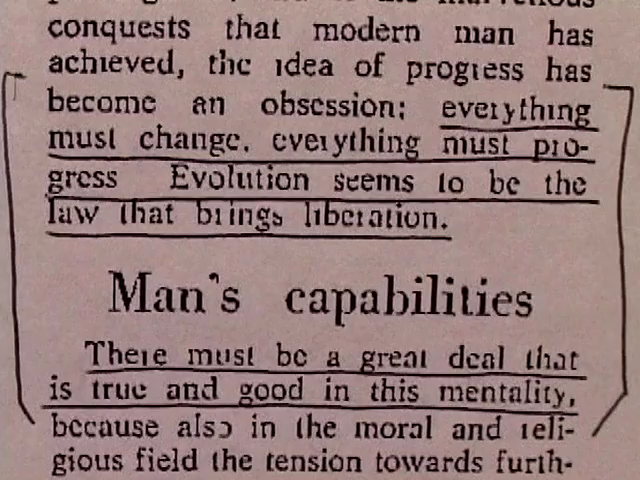 conquests that modern man has
achieved, the idea of progress has
become an obsession; everything
must change, everything must pro-
gress Evolution seems to be the
law that brings liberation.
Man's capabilities
There must be a great deal that
is true and good in this mentality,
because also in the moral and reli-
gious field the tension towards furth-